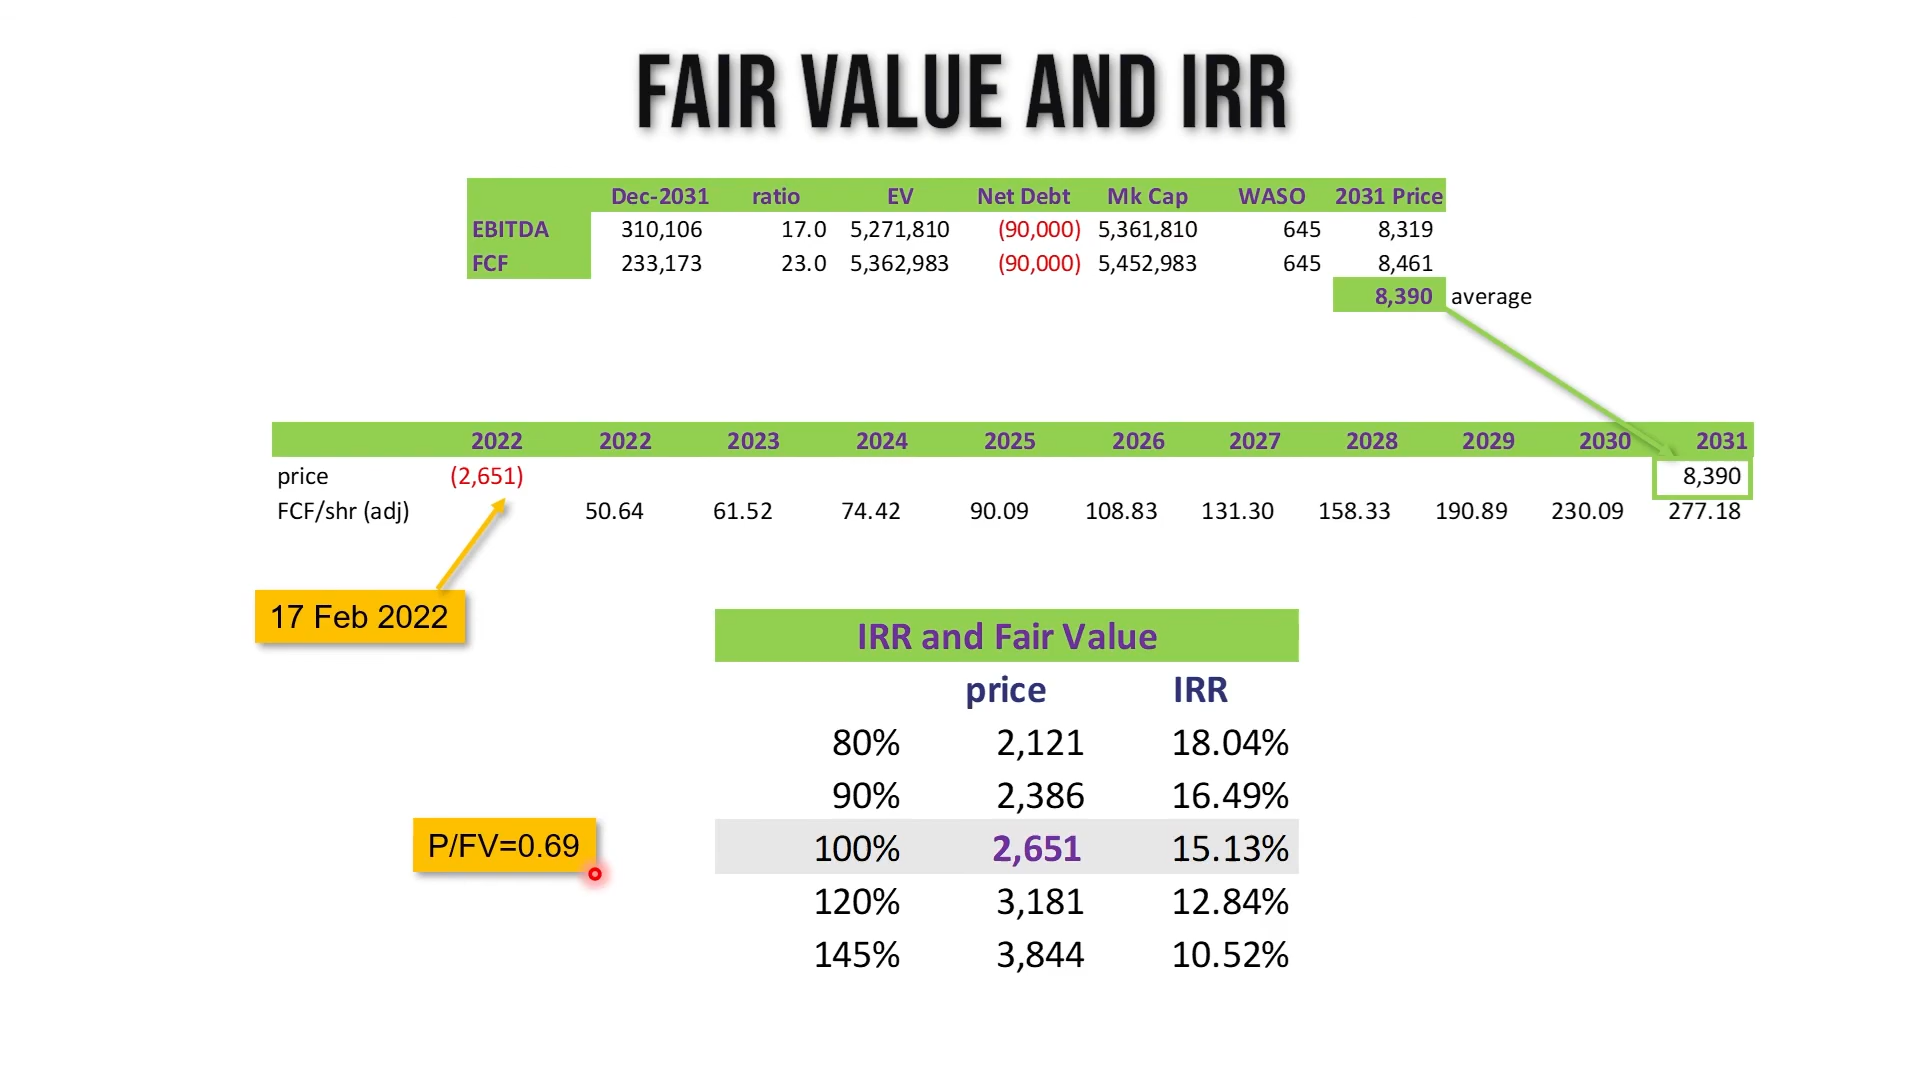 FAIR VALUE AND IRR
Dec-2031 ratio EV Net Debt Mk Cap WASO 2031 Price
EBITDA 310,106 17.0 5,271,810 (90,000) 5,361,810 645 8,319
FCF 233,173 23.0 5,362,983 (90,000) 5,452,983 645 8,461
8,390 average
2022 2022 2023 2024 2025 2026 2027 2028 2029 2030 2031
price (2,651) 8,390
FCF/shr (adj) 50.64 61.52 74.42 90.09 108.83 131.30 158.33 190.89 230.09 277.18
17 Feb 2022
IRR and Fair Value
price IRR
80% 2,121 18.04%
90% 2,386 16.49%
P/FV=0.69
100% 2,651 15.13%
120% 3,181 12.84%
145% 3,844 10.52%